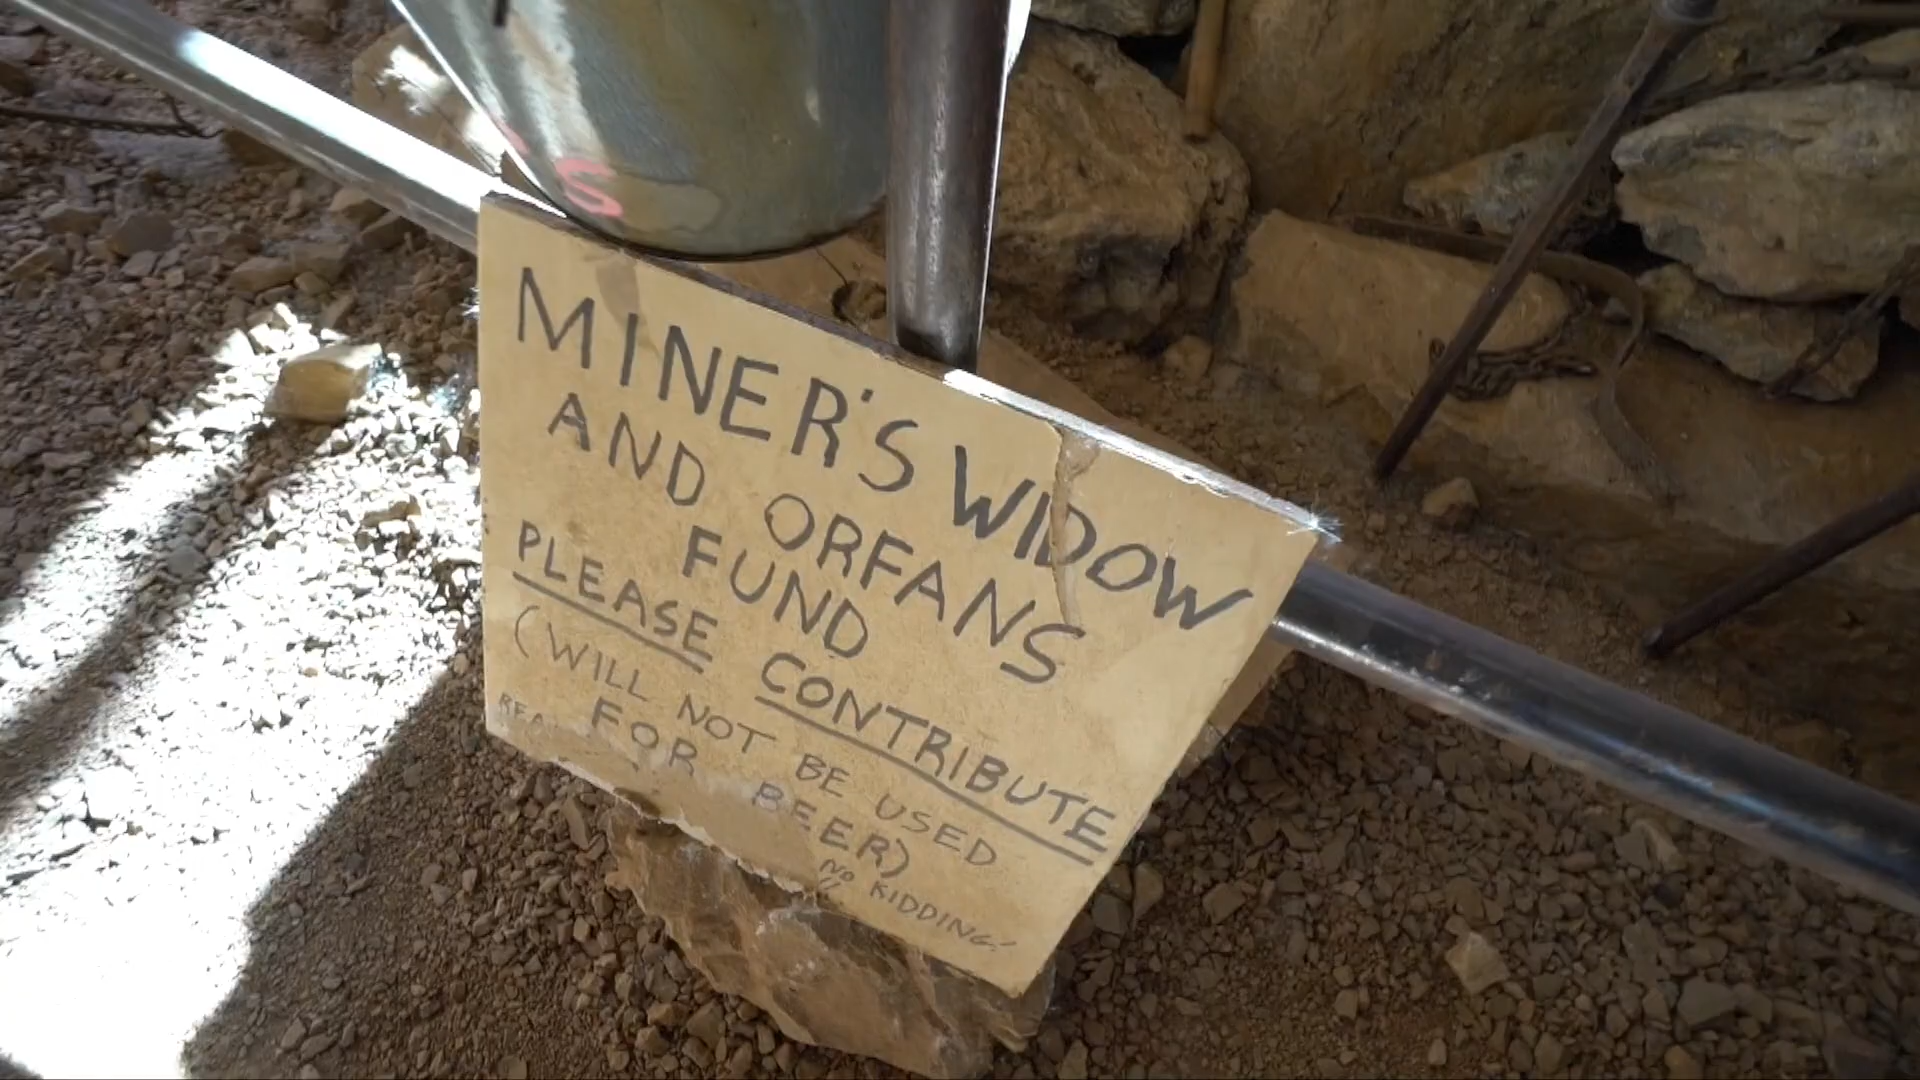 S
MINER'S WIDOW
AND ORFANS
FUND
PLEASE CONTRIBUTE
(WILL NOT BE USED
FOR BEER)
NO KIDDING!